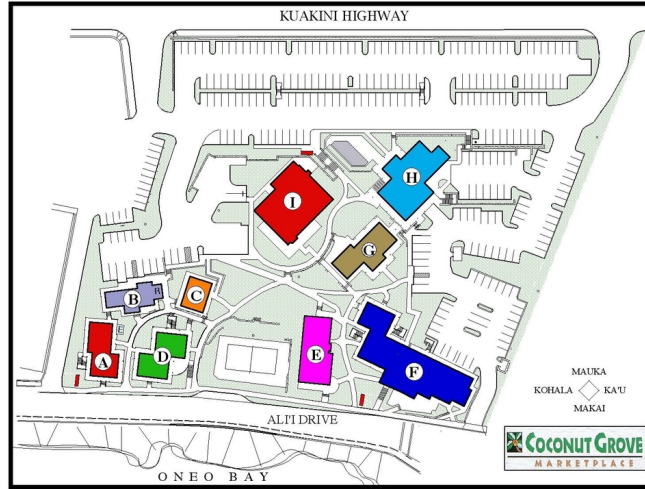 KUAKINI HIGHWAY
H
I
G
B
B
C
A
D
E
F
MAUKA
KOHALA KA'U
MAKAI
ALI'I DRIVE
COCONUT GROVE
MARKETPLACE
ONEO BAY